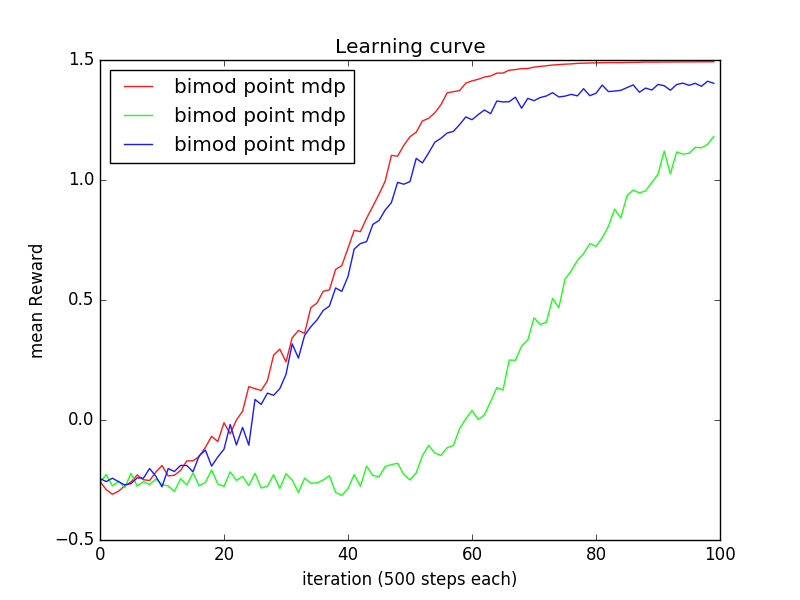 Learning curve
1.5
bimod point mdp
bimod point mdp
bimod point mdp
1.0
mean Reward
0.5
0.0
−0.5
0 20 40 60 80 100
iteration (500 steps each)